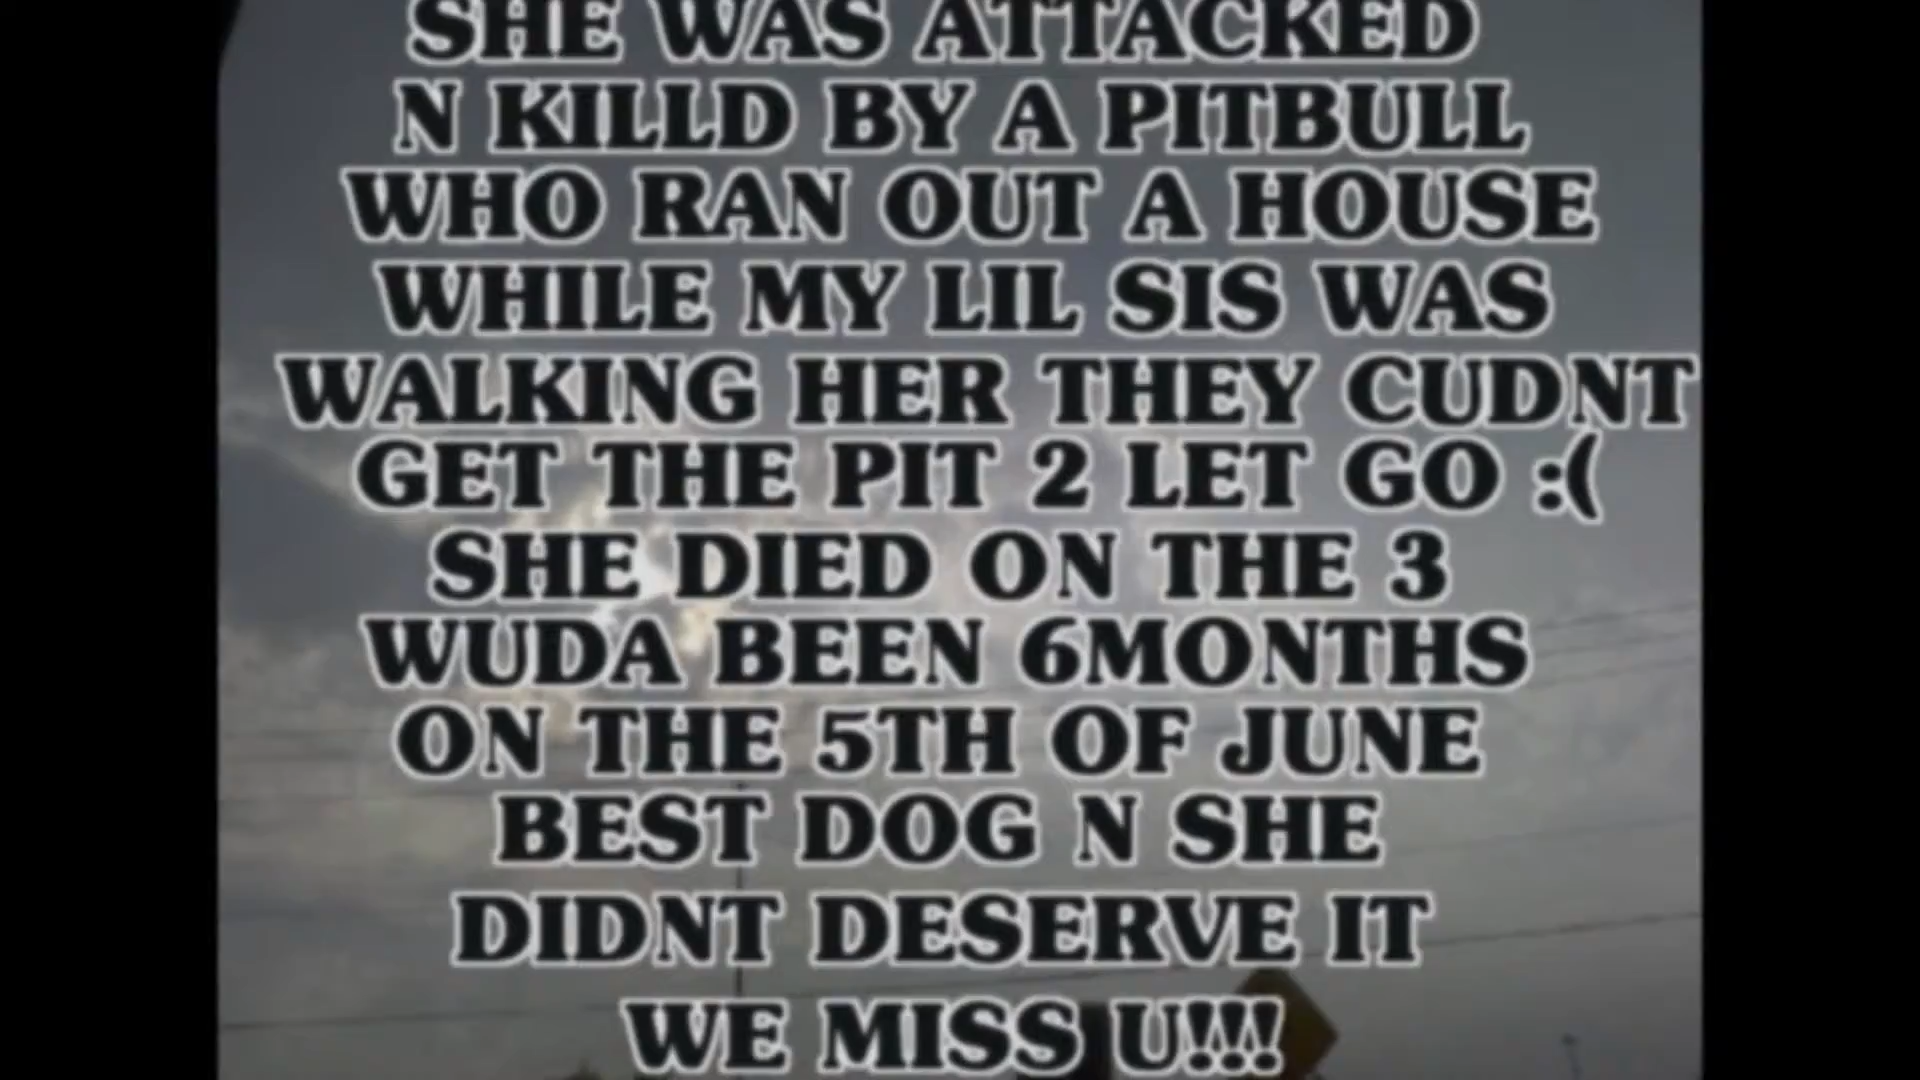 SHE WAS ATTACKED
N KILLD BY A PITBULL
WHO RAN OUT A HOUSE
WHILE MY LIL SIS WAS
WALKING HER THEY CUDNT
GET THE PIT 2 LET GO :(
SHE DIED ON THE 3
WUDA BEEN 6MONTHS
ON THE 5TH OF JUNE
BEST DOG N SHE
DIDNT DESERVE IT
WE MISS U!!!